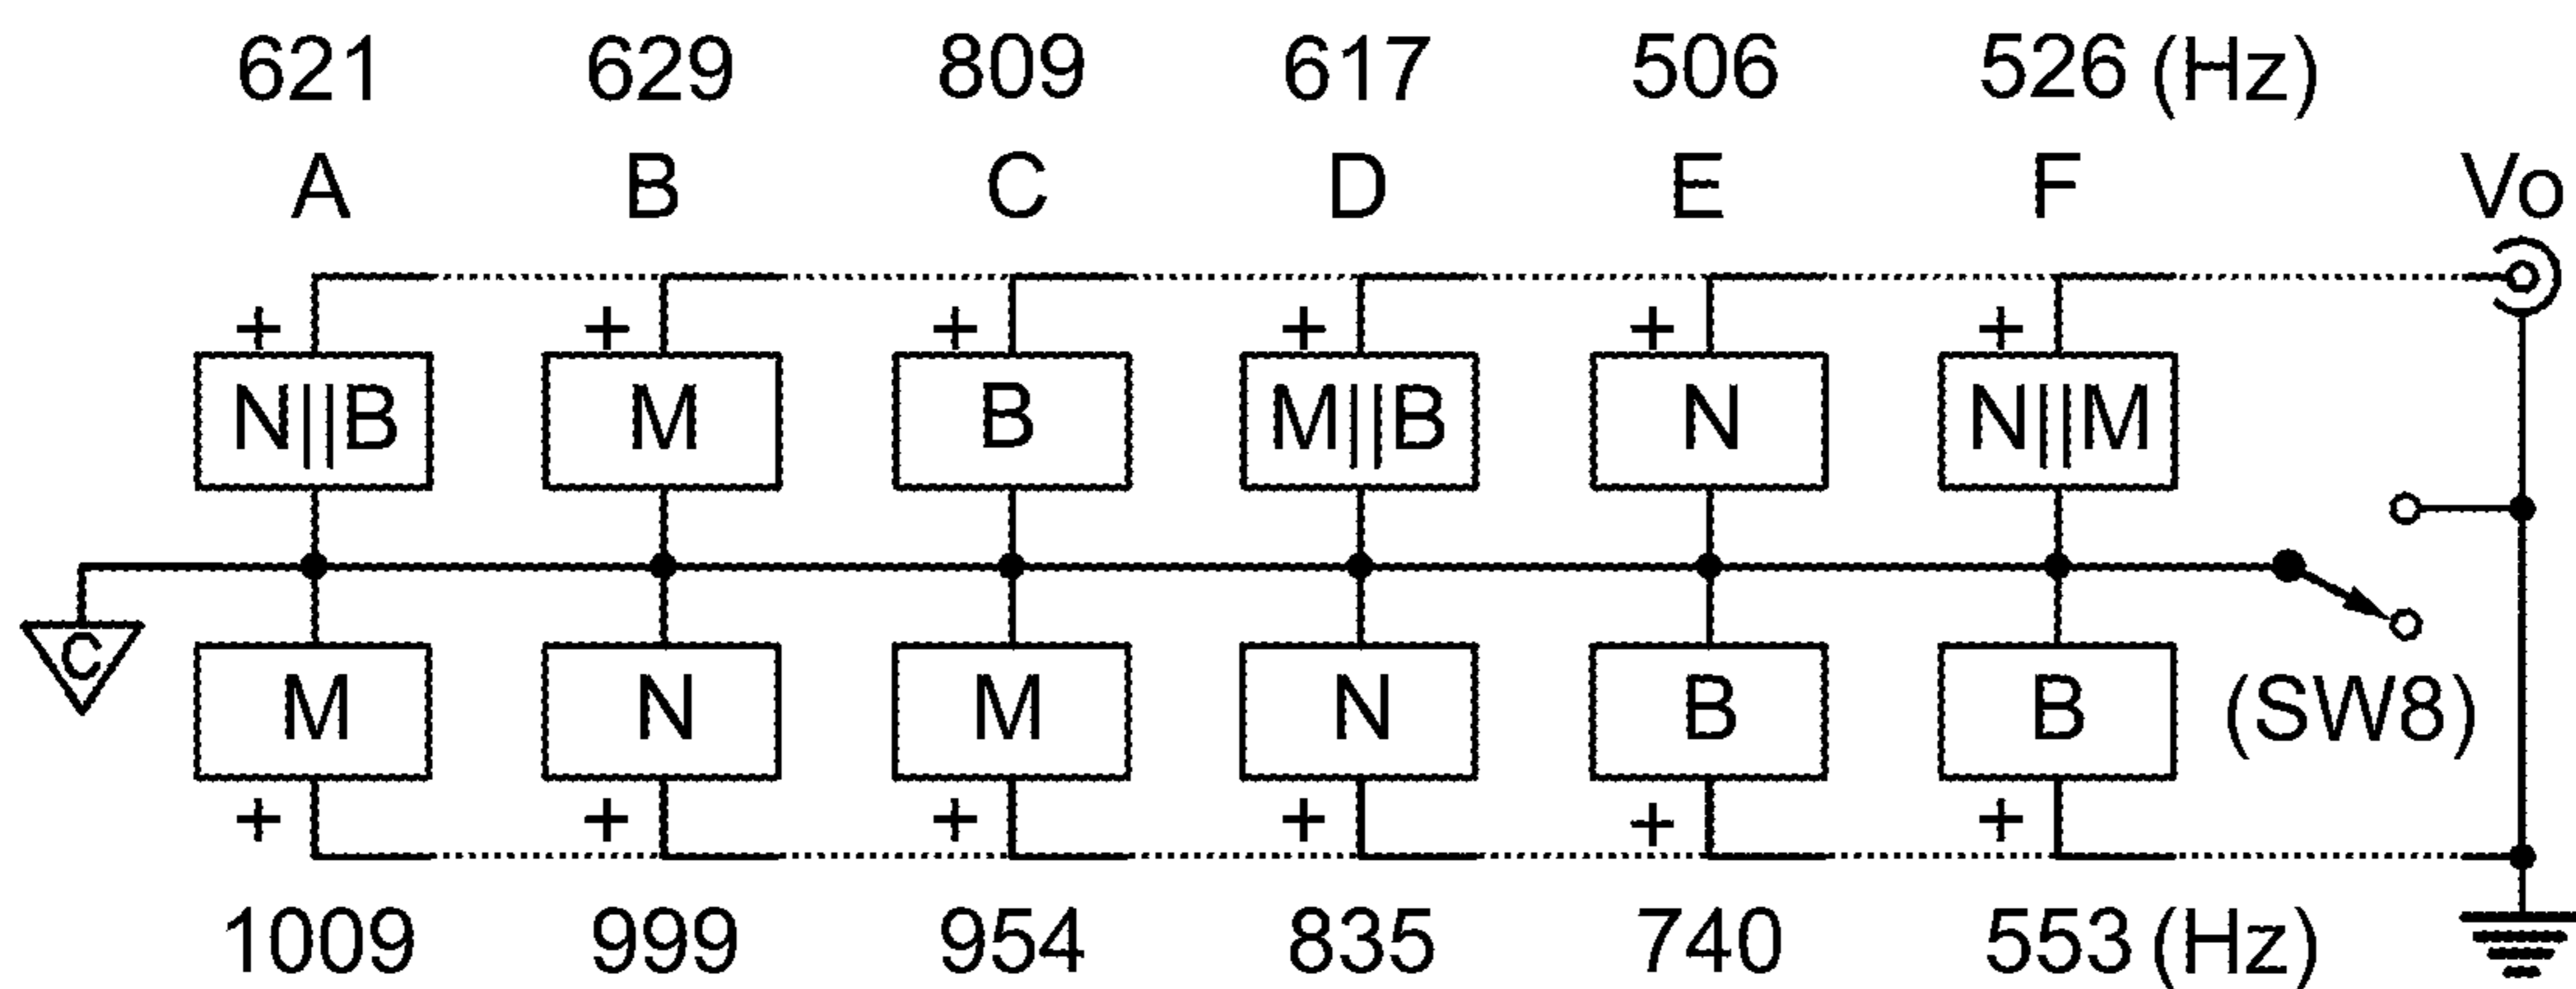 621 629 809 617 506 526 (Hz)
A B C D E F Vo
+ + + + + +
N||B M B M||B N N||M
C M N M N B B (SW8)
+ + + + + +
1009 999 954 835 740 553 (Hz)